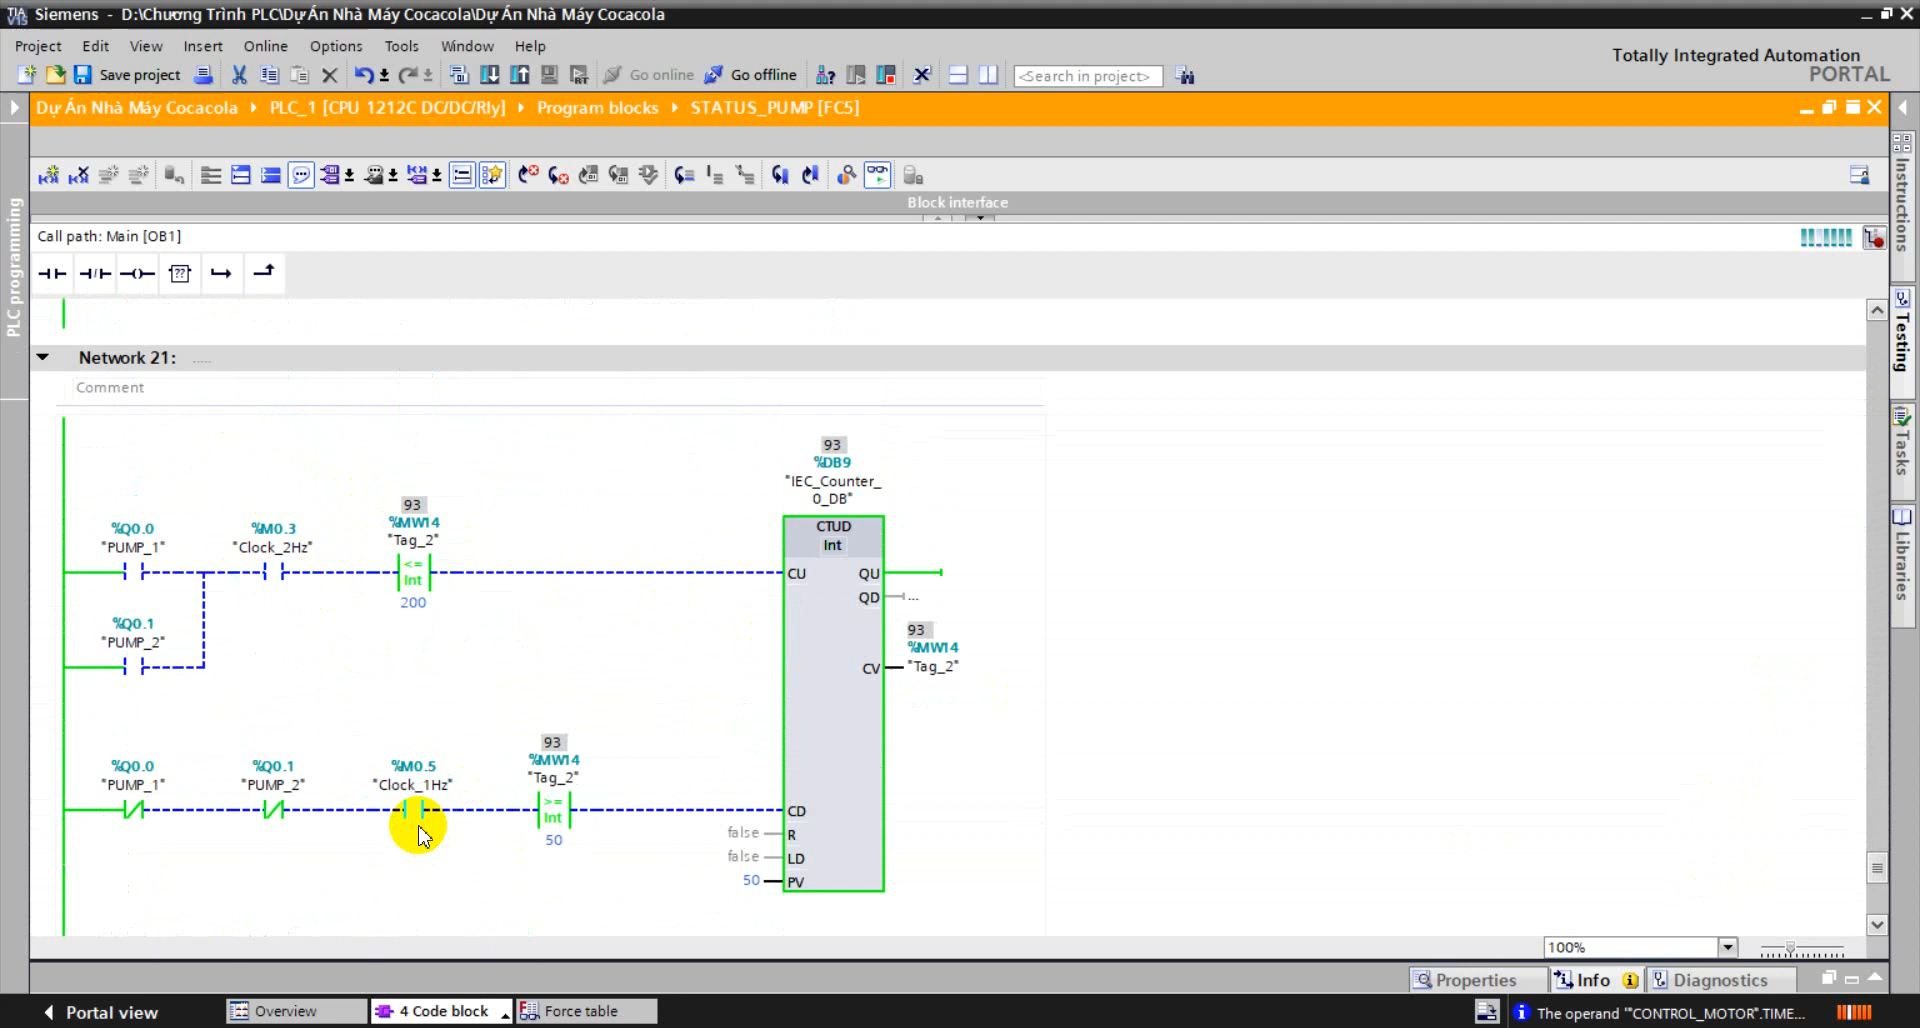 TIA V15 Siemens - D:\Chương Trình PLC\Dự Án Nhà Máy Cocacola\Dự Án Nhà Máy Cocacola
Project Edit View Insert Online Options Tools Window Help
Totally Integrated Automation
PORTAL
Save project Go online Go offline <Search in project>
Dự Án Nhà Máy Cocacola PLC_1 [CPU 1212C DC/DC/Rly] Program blocks STATUS_PUMP [FC5]
Block interface
Call path: Main [OB1]
??
PLC programming
Instructions
Testing
Tasks
Libraries
Network 21: .....
Comment
93
%DB9
"IEC_Counter_
0_DB"
CTUD
Int
93
%MW14
"Tag_2"
%Q0.0
"PUMP_1"
%M0.3
"Clock_2Hz"
<=
Int
200
CU QU
QD ...
%Q0.1
"PUMP_2"
93
%MW14
CV "Tag_2"
93
%MW14
"Tag_2"
%Q0.0
"PUMP_1"
%Q0.1
"PUMP_2"
%M0.5
"Clock_1Hz"
>=
Int
50
CD
false R
false LD
50 PV
100%
Properties Info Diagnostics
Portal view Overview 4 Code block Force table
The operand '"CONTROL_MOTOR".TIME...